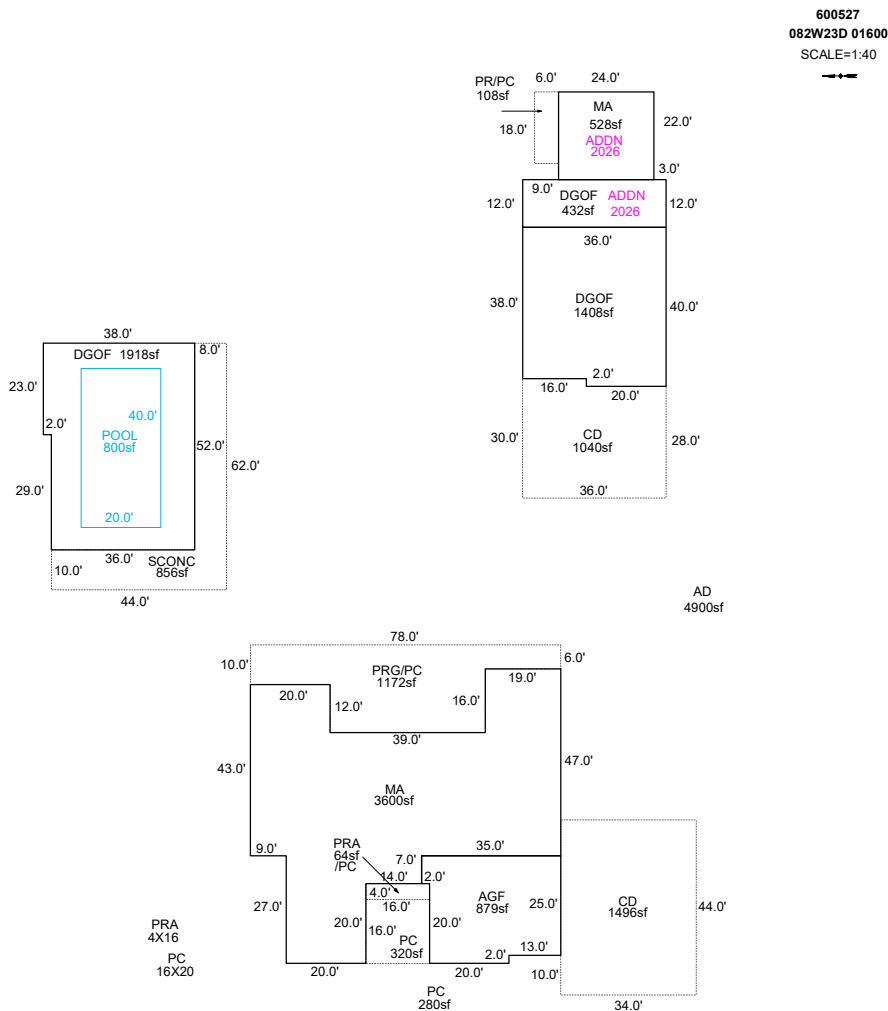 600527
082W23D 01600
SCALE=1:40
6.0'
24.0'
PR/PC
108sf
18.0'
MA
528sf
ADDN
2026
22.0'
3.0'
9.0'
12.0'
DGOF
432sf
ADDN
2026
12.0'
36.0'
38.0'
DGOF
1408sf
40.0'
2.0'
16.0'
20.0'
30.0'
CD
1040sf
28.0'
36.0'
38.0'
DGOF 1918sf
8.0'
23.0'
2.0'
40.0'
POOL
800sf
52.0'
62.0'
29.0'
20.0'
36.0'
SCONC
856sf
10.0'
44.0'
AD
4900sf
78.0'
10.0'
6.0'
PRG/PC
1172sf
20.0'
12.0'
16.0'
19.0'
39.0'
43.0'
47.0'
MA
3600sf
9.0'
PRA
64sf
/PC
7.0'
35.0'
14.0'
2.0'
4.0'
16.0'
27.0'
20.0'
16.0'
20.0'
AGF
879sf
25.0'
CD
1496sf
44.0'
PC
320sf
2.0'
13.0'
20.0'
20.0'
10.0'
34.0'
PRA
4X16
PC
16X20
PC
280sf